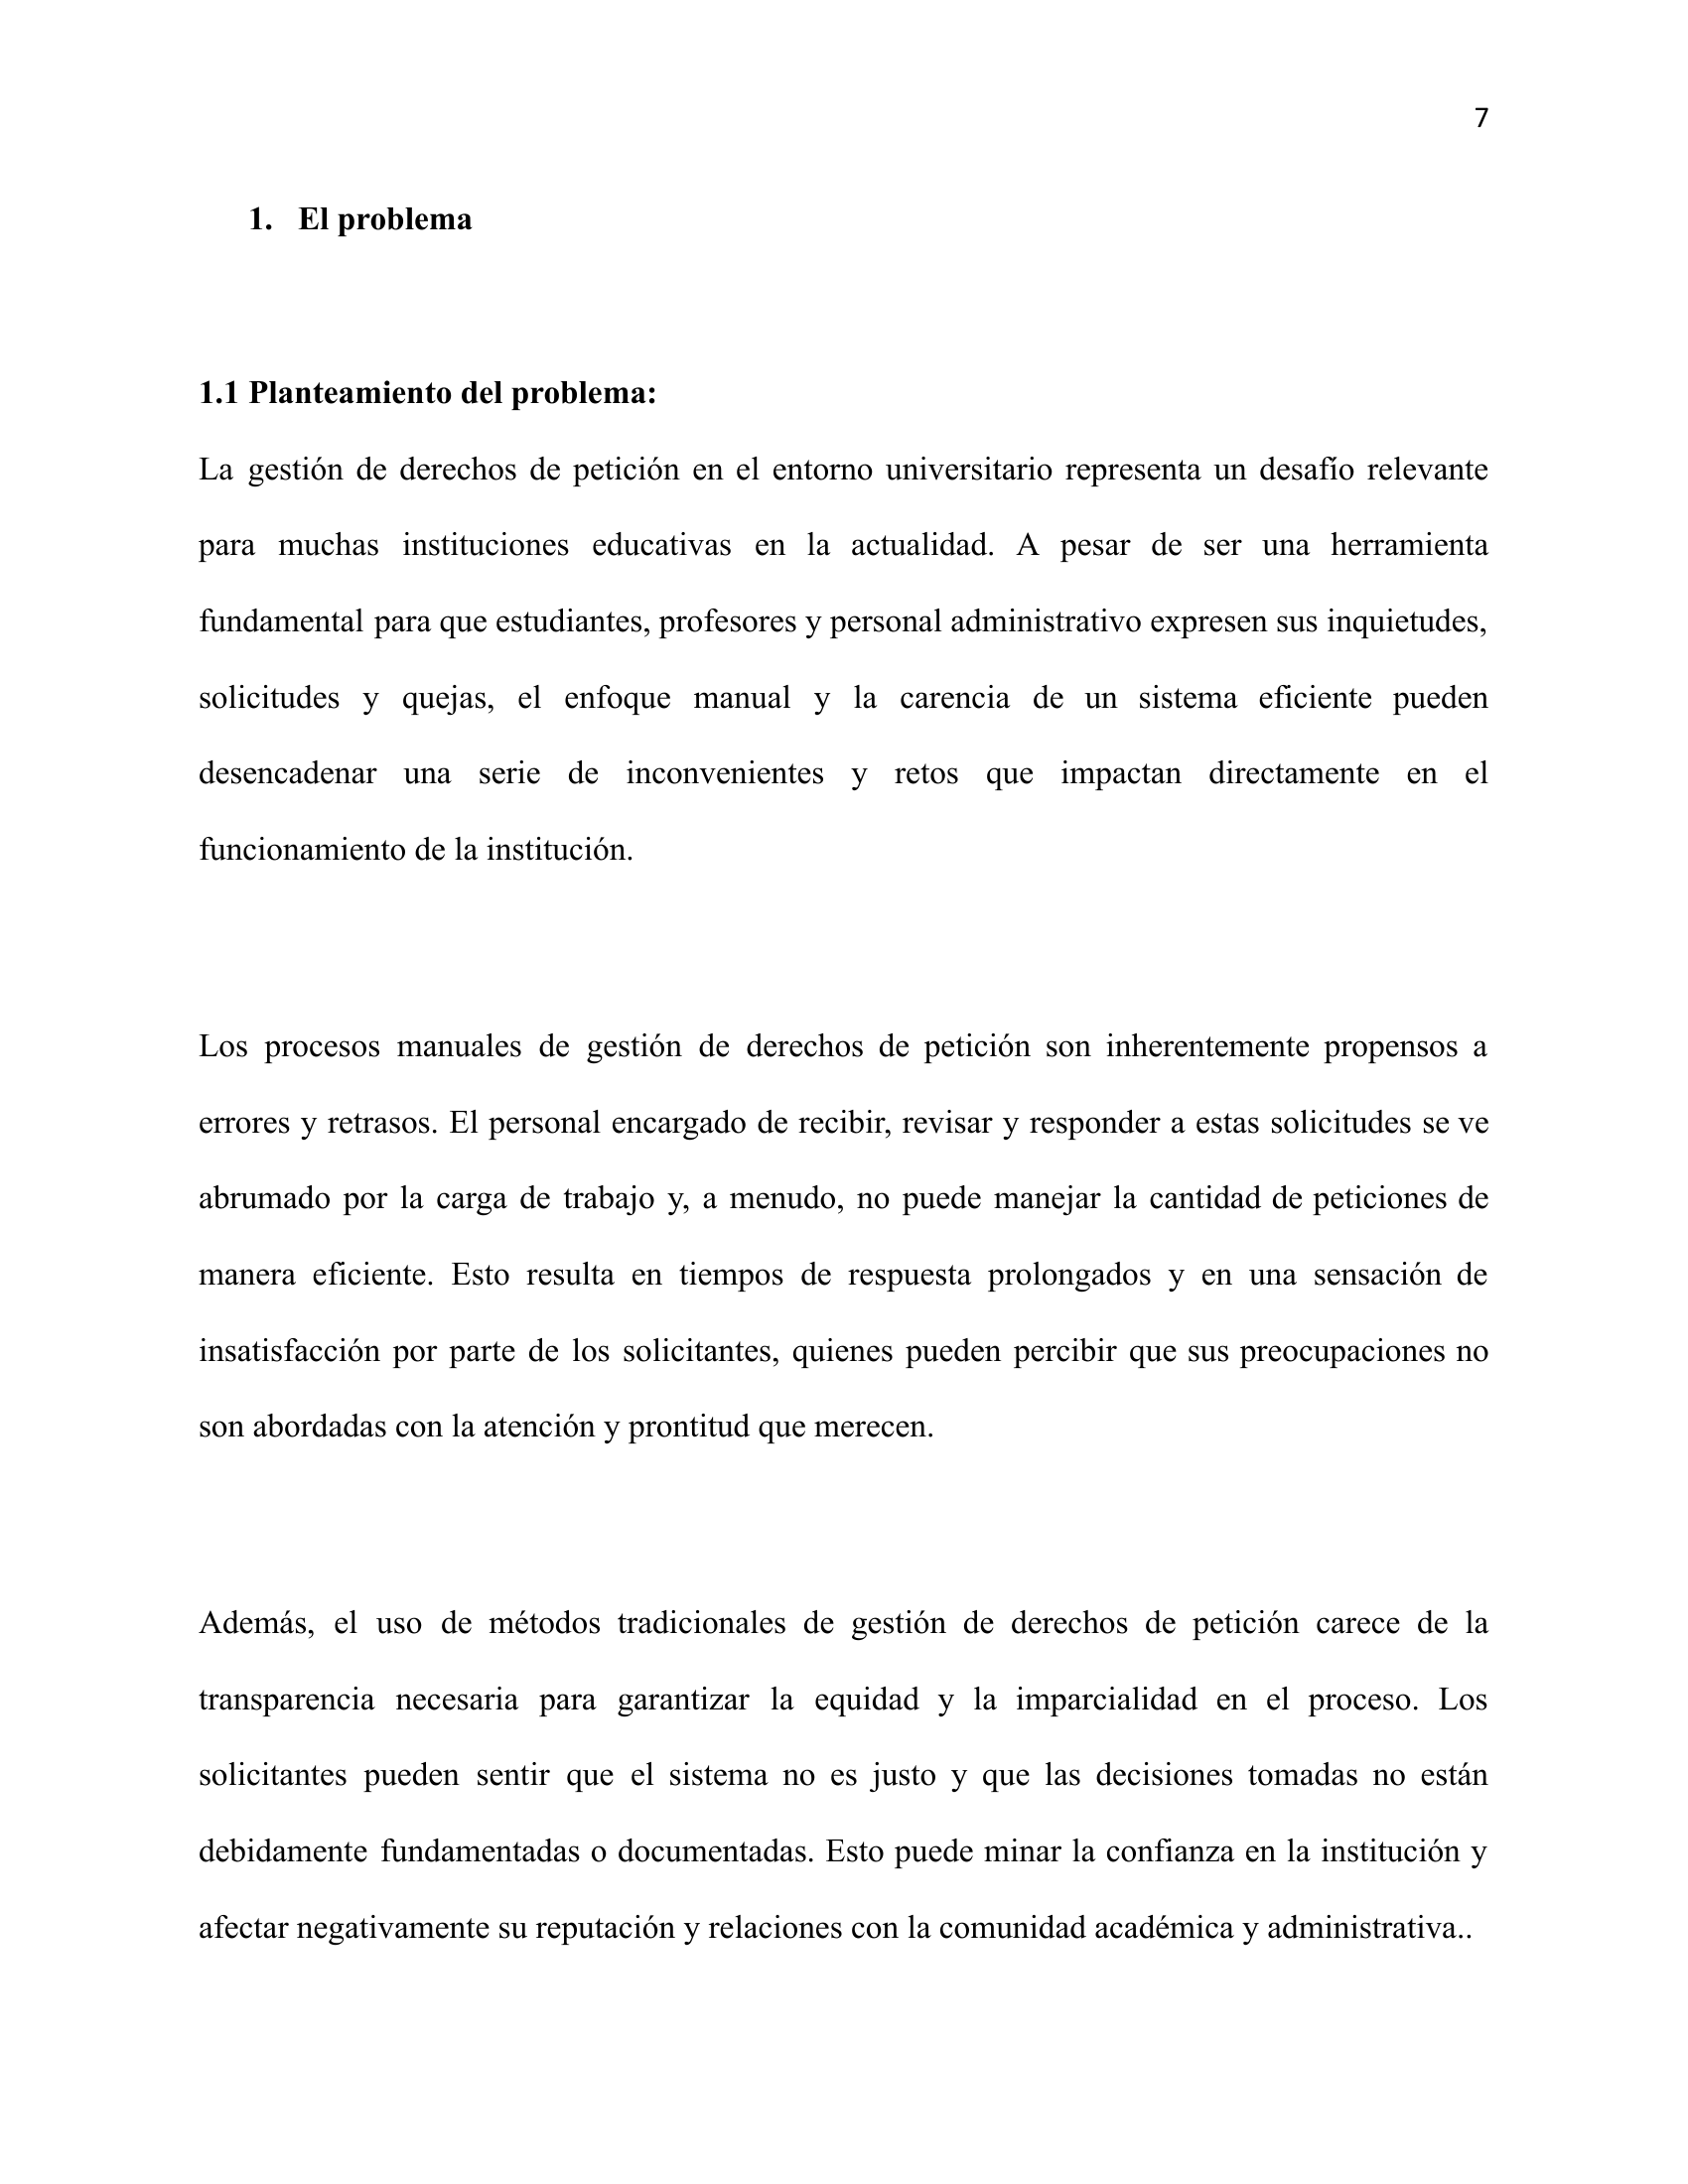 7
1. El problema
1.1 Planteamiento del problema:
La gestión de derechos de petición en el entorno universitario representa un desafío relevante
para muchas instituciones educativas en la actualidad. A pesar de ser una herramienta
fundamental para que estudiantes, profesores y personal administrativo expresen sus inquietudes,
solicitudes y quejas, el enfoque manual y la carencia de un sistema eficiente pueden
desencadenar una serie de inconvenientes y retos que impactan directamente en el
funcionamiento de la institución.
Los procesos manuales de gestión de derechos de petición son inherentemente propensos a
errores y retrasos. El personal encargado de recibir, revisar y responder a estas solicitudes se ve
abrumado por la carga de trabajo y, a menudo, no puede manejar la cantidad de peticiones de
manera eficiente. Esto resulta en tiempos de respuesta prolongados y en una sensación de
insatisfacción por parte de los solicitantes, quienes pueden percibir que sus preocupaciones no
son abordadas con la atención y prontitud que merecen.
Además, el uso de métodos tradicionales de gestión de derechos de petición carece de la
transparencia necesaria para garantizar la equidad y la imparcialidad en el proceso. Los
solicitantes pueden sentir que el sistema no es justo y que las decisiones tomadas no están
debidamente fundamentadas o documentadas. Esto puede minar la confianza en la institución y
afectar negativamente su reputación y relaciones con la comunidad académica y administrativa..